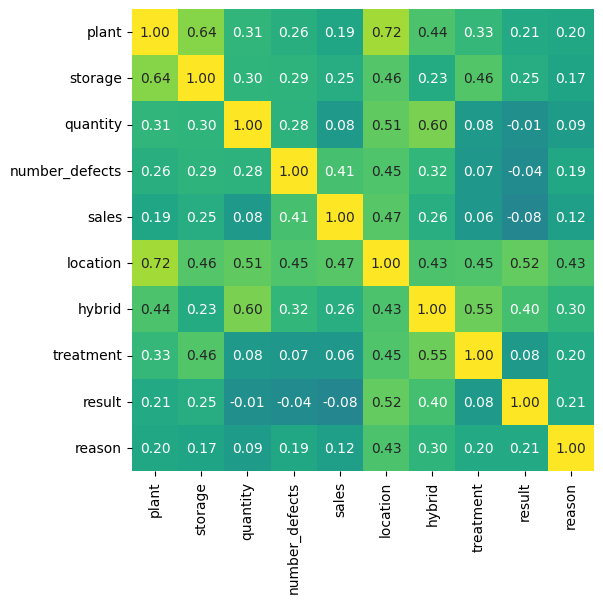 plant 1.00 0.64 0.31 0.26 0.19 0.72 0.44 0.33 0.21 0.20
storage 0.64 1.00 0.30 0.29 0.25 0.46 0.23 0.46 0.25 0.17
quantity 0.31 0.30 1.00 0.28 0.08 0.51 0.60 0.08 -0.01 0.09
number_defects 0.26 0.29 0.28 1.00 0.41 0.45 0.32 0.07 -0.04 0.19
sales 0.19 0.25 0.08 0.41 1.00 0.47 0.26 0.06 -0.08 0.12
location 0.72 0.46 0.51 0.45 0.47 1.00 0.43 0.45 0.52 0.43
hybrid 0.44 0.23 0.60 0.32 0.26 0.43 1.00 0.55 0.40 0.30
treatment 0.33 0.46 0.08 0.07 0.06 0.45 0.55 1.00 0.08 0.20
result 0.21 0.25 -0.01 -0.04 -0.08 0.52 0.40 0.08 1.00 0.21
reason 0.20 0.17 0.09 0.19 0.12 0.43 0.30 0.20 0.21 1.00
plant
storage
quantity
number_defects
sales
location
hybrid
treatment
result
reason